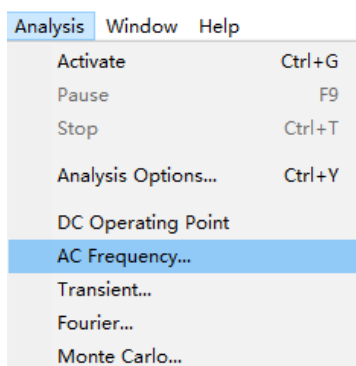 Analysis Window Help
Activate Ctrl+G
Pause F9
Stop Ctrl+T
Analysis Options... Ctrl+Y
DC Operating Point
AC Frequency...
Transient...
Fourier...
Monte Carlo...